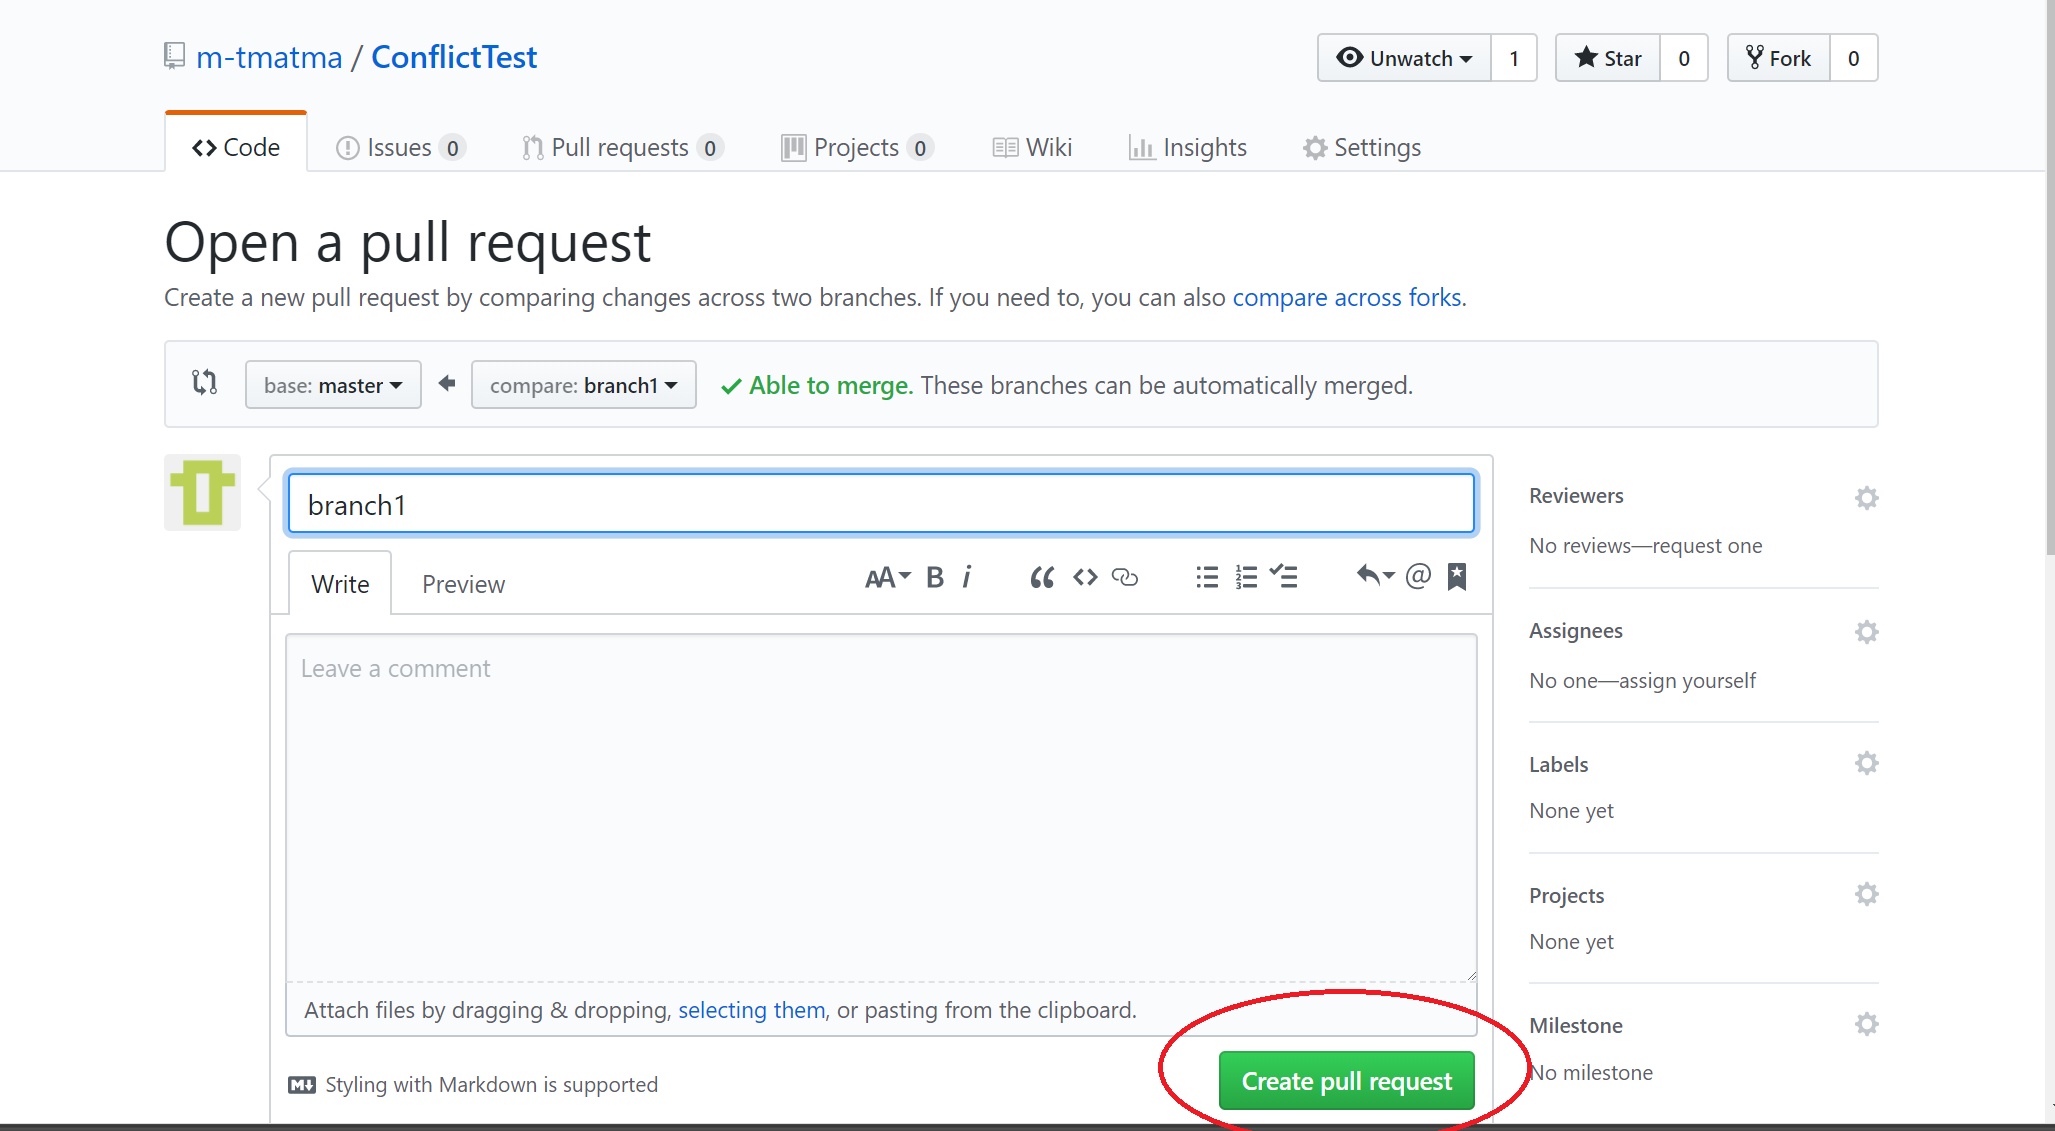 m-tmatma / ConflictTest
Unwatch 1 Star 0 Fork 0
Code Issues 0 Pull requests 0 Projects 0 Wiki Insights Settings
Open a pull request
Create a new pull request by comparing changes across two branches. If you need to, you can also compare across forks.
base: master compare: branch1 Able to merge. These branches can be automatically merged.
branch1
Write Preview AA B i @
Leave a comment
Attach files by dragging & dropping, selecting them, or pasting from the clipboard.
Styling with Markdown is supported
Create pull request
Reviewers
No reviews—request one
Assignees
No one—assign yourself
Labels
None yet
Projects
None yet
Milestone
No milestone